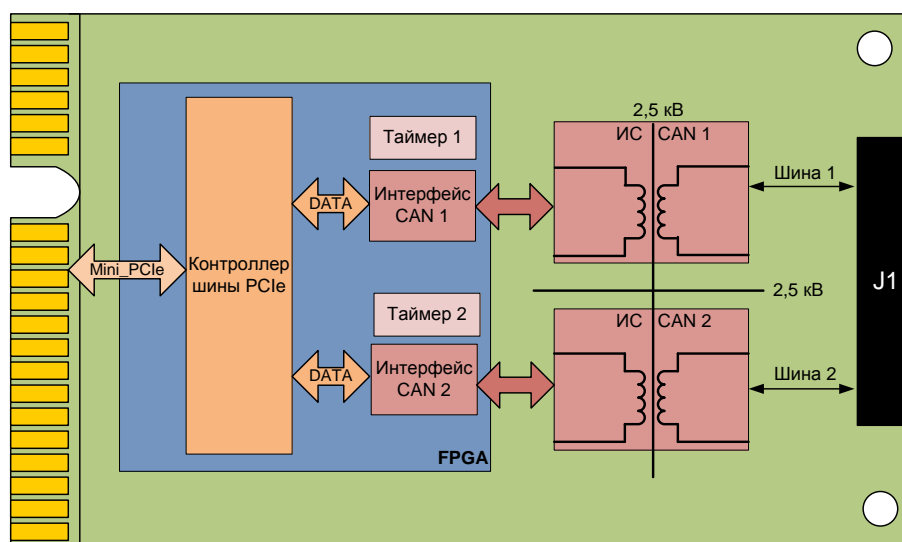 2,5 кВ
Таймер 1
ИС CAN 1
DATA
Интерфейс
CAN 1
Шина 1
Mini_PCIe
Контроллер
шины PCIe
2,5 кВ
J1
Таймер 2
ИС CAN 2
DATA
Интерфейс
CAN 2
Шина 2
FPGA